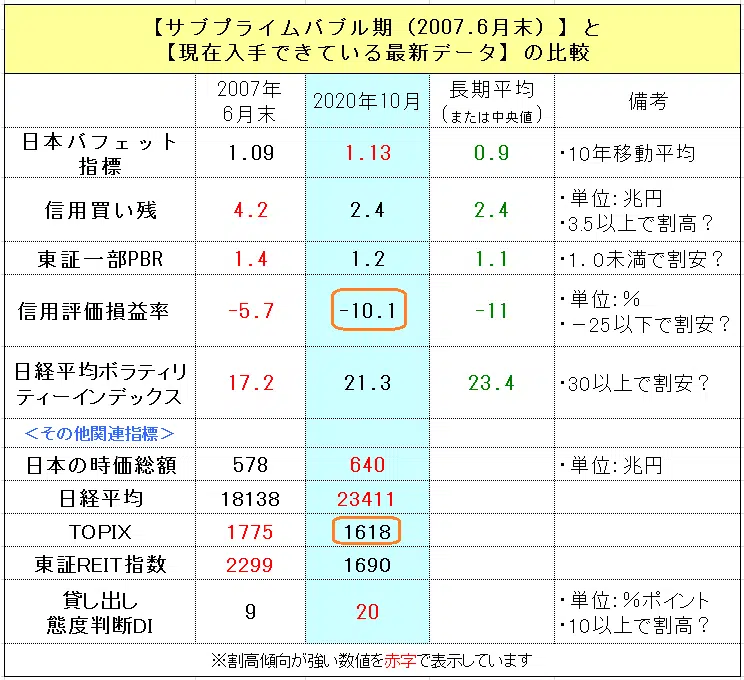 【サブプライムバブル期（2007.6月末）】と
【現在入手できている最新データ】の比較
2007年
6月末
2020年10月
長期平均
(または中央値)
備考
日本バフェット
指標
1.09
1.13
0.9
・10年移動平均
信用買い残
4.2
2.4
2.4
・単位：兆円
・3.5以上で割高？
東証一部PBR
1.4
1.2
1.1
・1.0未満で割安？
信用評価損益率
-5.7
-10.1
-11
・単位：％
・－25以下で割安？
日経平均ボラティリ
ティーインデックス
17.2
21.3
23.4
・30以上で割安？
＜その他関連指標＞
日本の時価総額
578
640
・単位：兆円
日経平均
18138
23411
TOPIX
1775
1618
東証REIT指数
2299
1690
貸し出し
態度判断DI
9
20
・単位：％ポイント
・10以上で割高？
※割高傾向が強い数値を赤字で表示しています